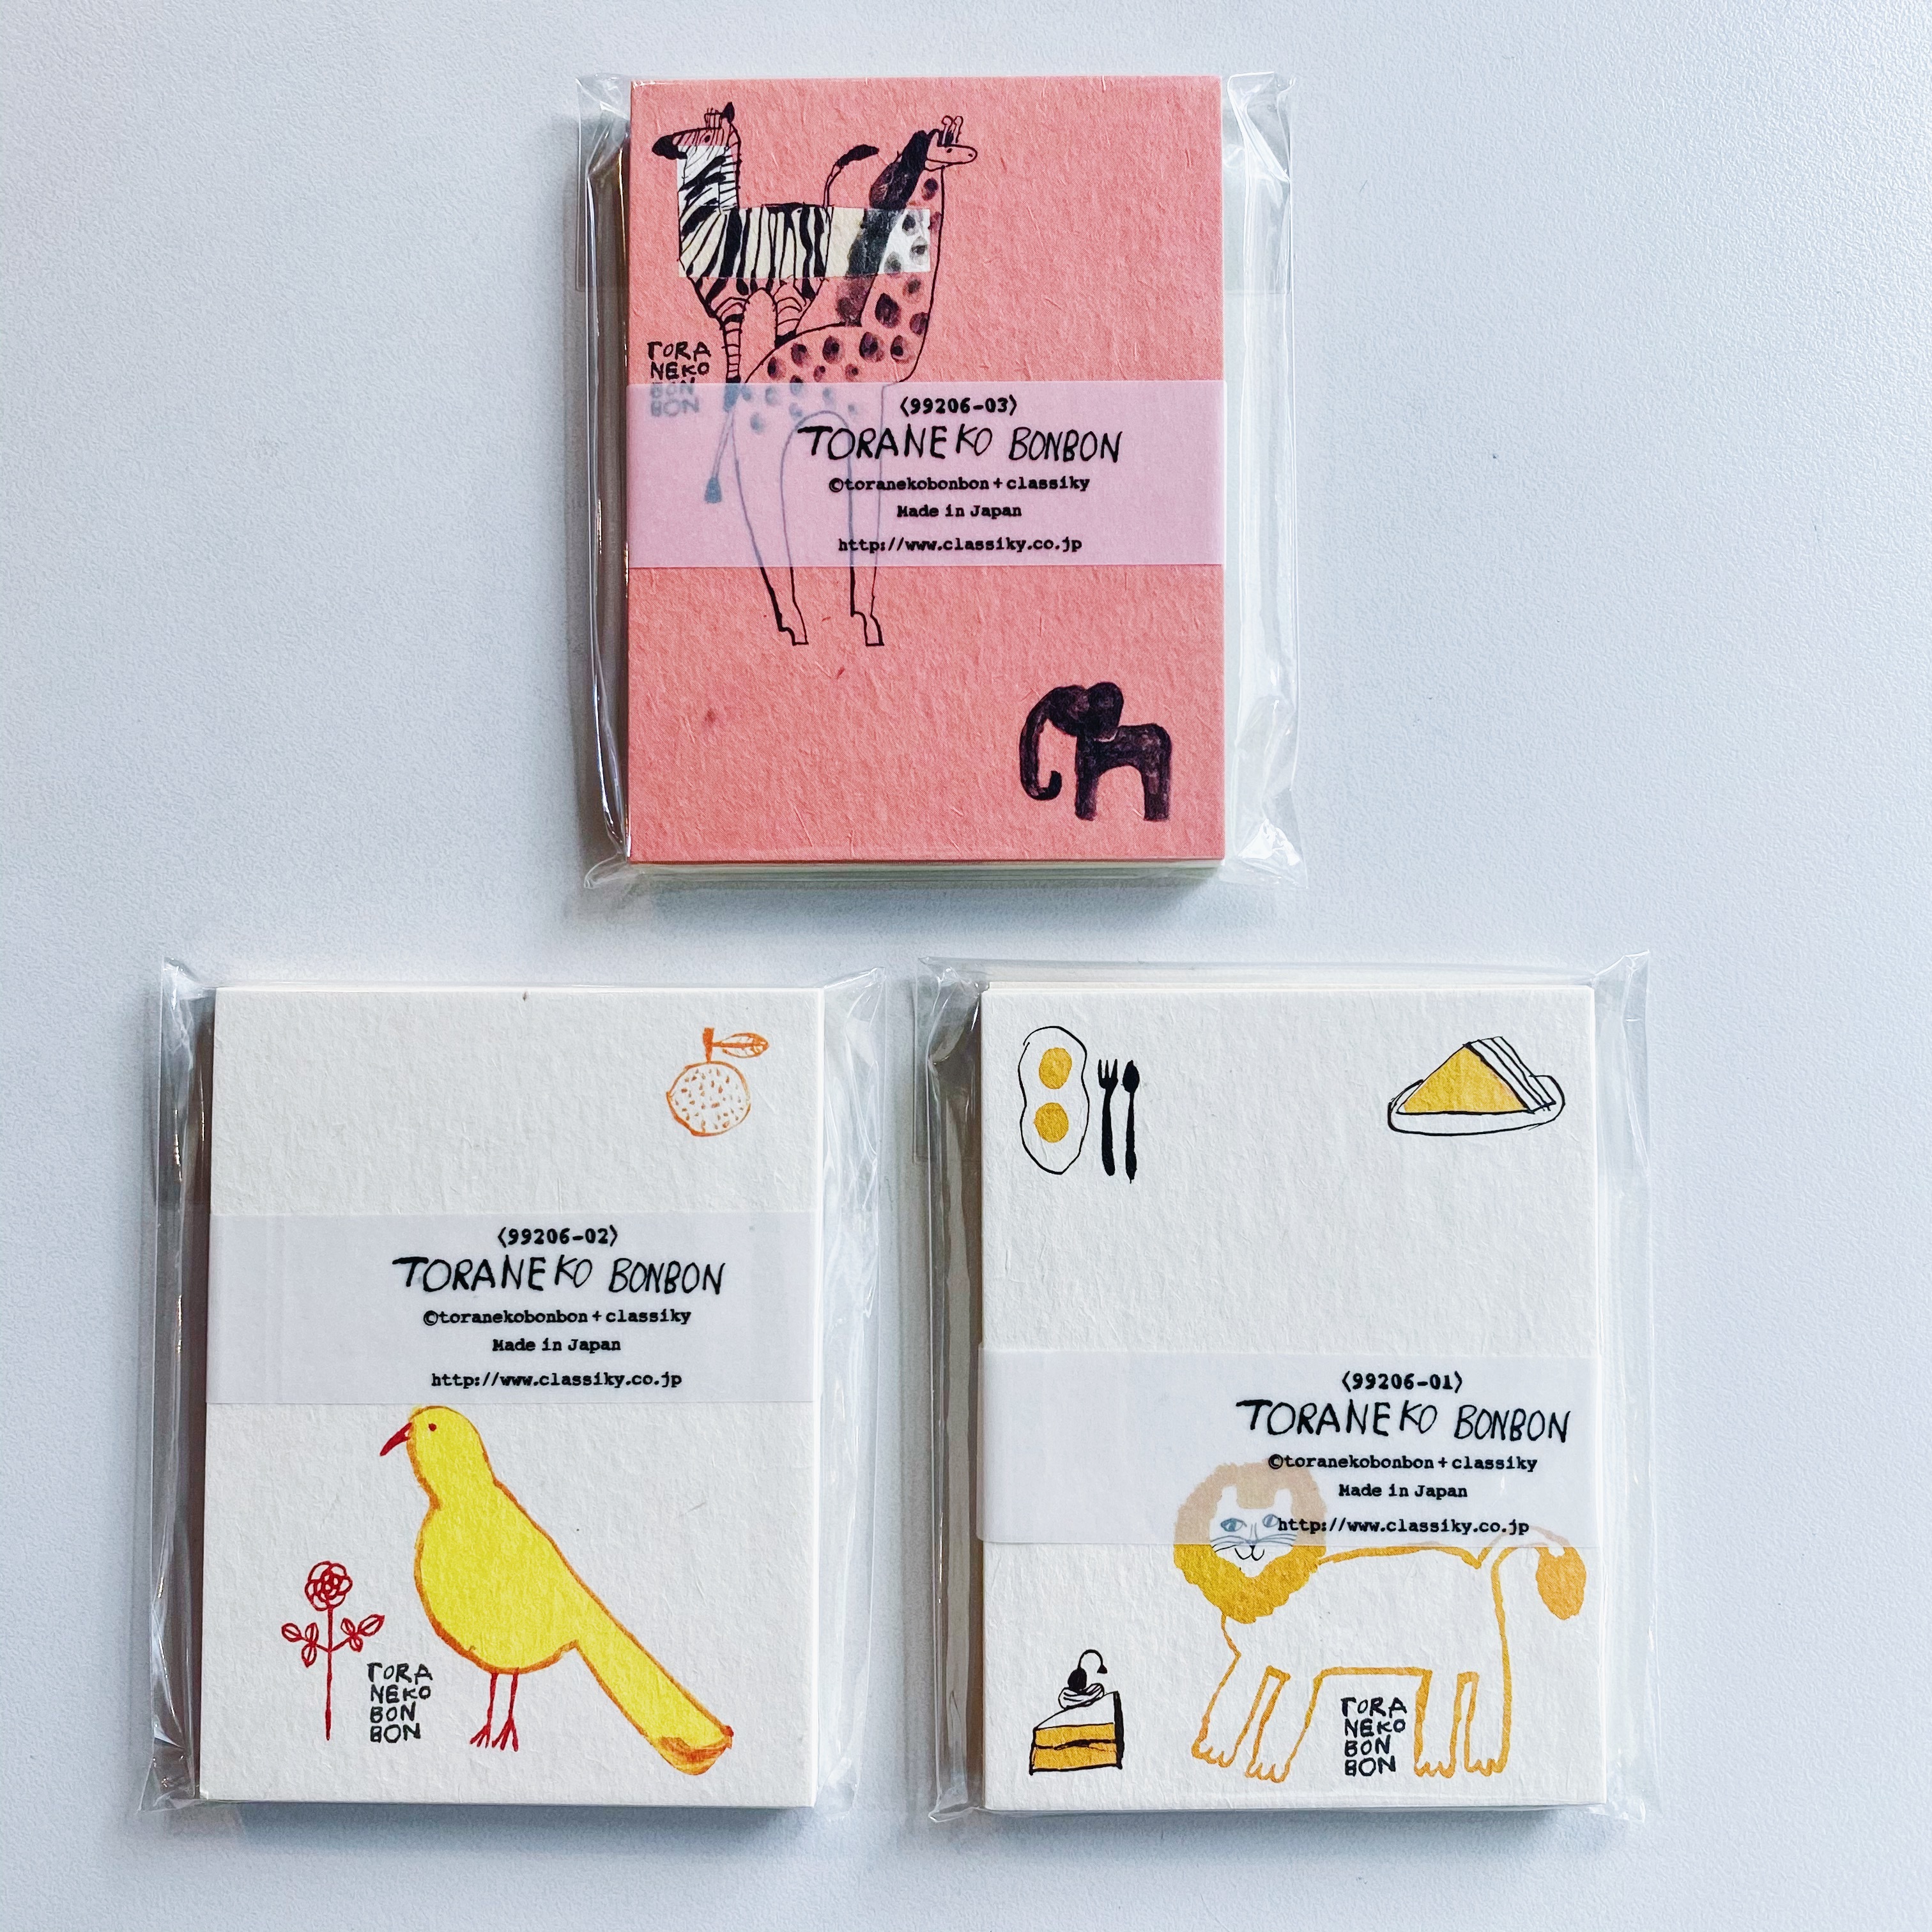 TORA
NEKO
BON
BON
〈99206-03〉
TORANEKO BONBON
©toranekobonbon+classiky
Made in Japan
http://www.classiky.co.jp
〈99206-02〉
TORANEKO BONBON
©toranekobonbon+classiky
Made in Japan
http://www.classiky.co.jp
TORA
NEKO
BON
BON
〈99206-01〉
TORANEKO BONBON
©toranekobonbon+classiky
Made in Japan
http://www.classiky.co.jp
TORA
NEKO
BON
BON